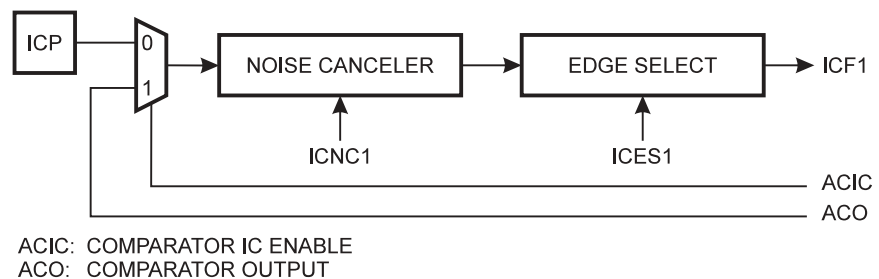 ICP
0
1
NOISE CANCELER
EDGE SELECT
ICF1
ICNC1
ICES1
ACIC
ACO
ACIC: COMPARATOR IC ENABLE
ACO: COMPARATOR OUTPUT